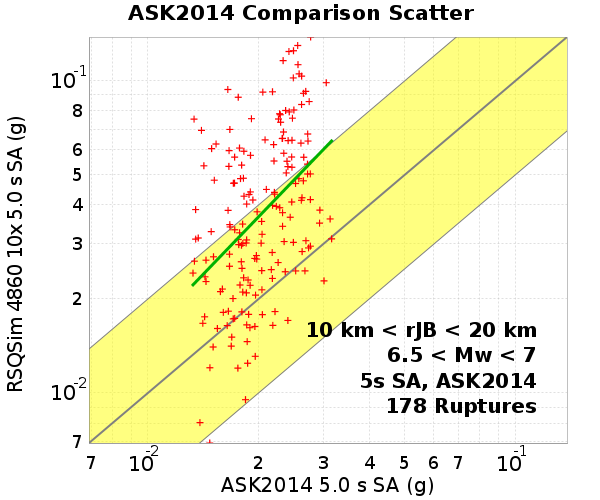 ASK2014 Comparison Scatter
RSQSim 4860 10x 5.0 s SA (g)
10-1
8
6
5
4
3
2
10-2
7
10 km < rJB < 20 km
6.5 < Mw < 7
5s SA, ASK2014
178 Ruptures
7 10-2 2 3 4 5 6 7 10-1
ASK2014 5.0 s SA (g)